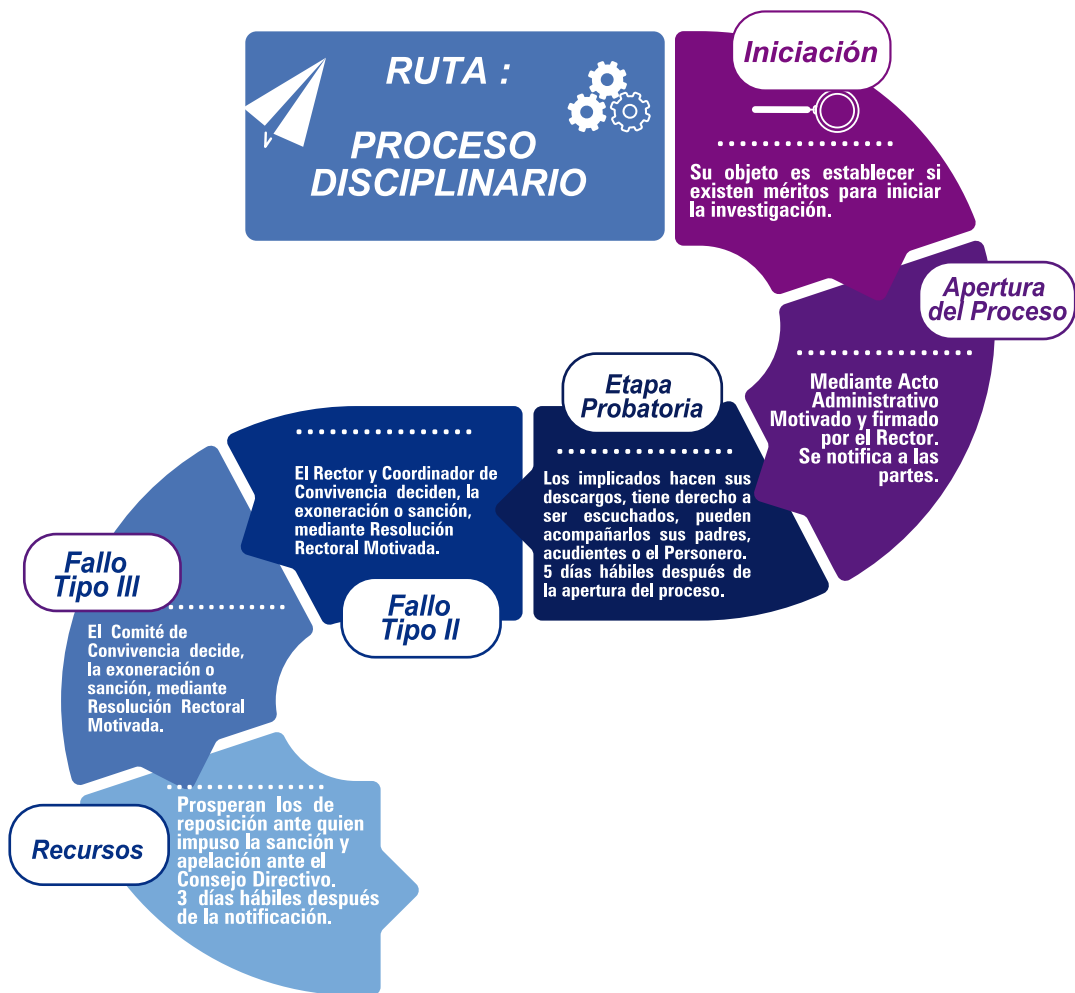 RUTA :
PROCESO
DISCIPLINARIO
Iniciación
Su objeto es establecer si
existen méritos para iniciar
la investigación.
Apertura
del Proceso
Mediante Acto
Administrativo
Motivado y firmado
por el Rector.
Se notifica a las
partes.
Etapa
Probatoria
Los implicados hacen sus
descargos, tiene derecho a
ser escuchados, pueden
acompañarlos sus padres,
acudientes o el Personero.
5 días hábiles después de
la apertura del proceso.
El Rector y Coordinador de
Convivencia deciden, la
exoneración o sanción,
mediante Resolución
Rectoral Motivada.
Fallo
Tipo II
Fallo
Tipo III
El Comité de
Convivencia decide,
la exoneración o
sanción, mediante
Resolución Rectoral
Motivada.
Recursos
Prosperan los de
reposición ante quien
impuso la sanción y
apelación ante el
Consejo Directivo.
3 días hábiles después
de la notificación.